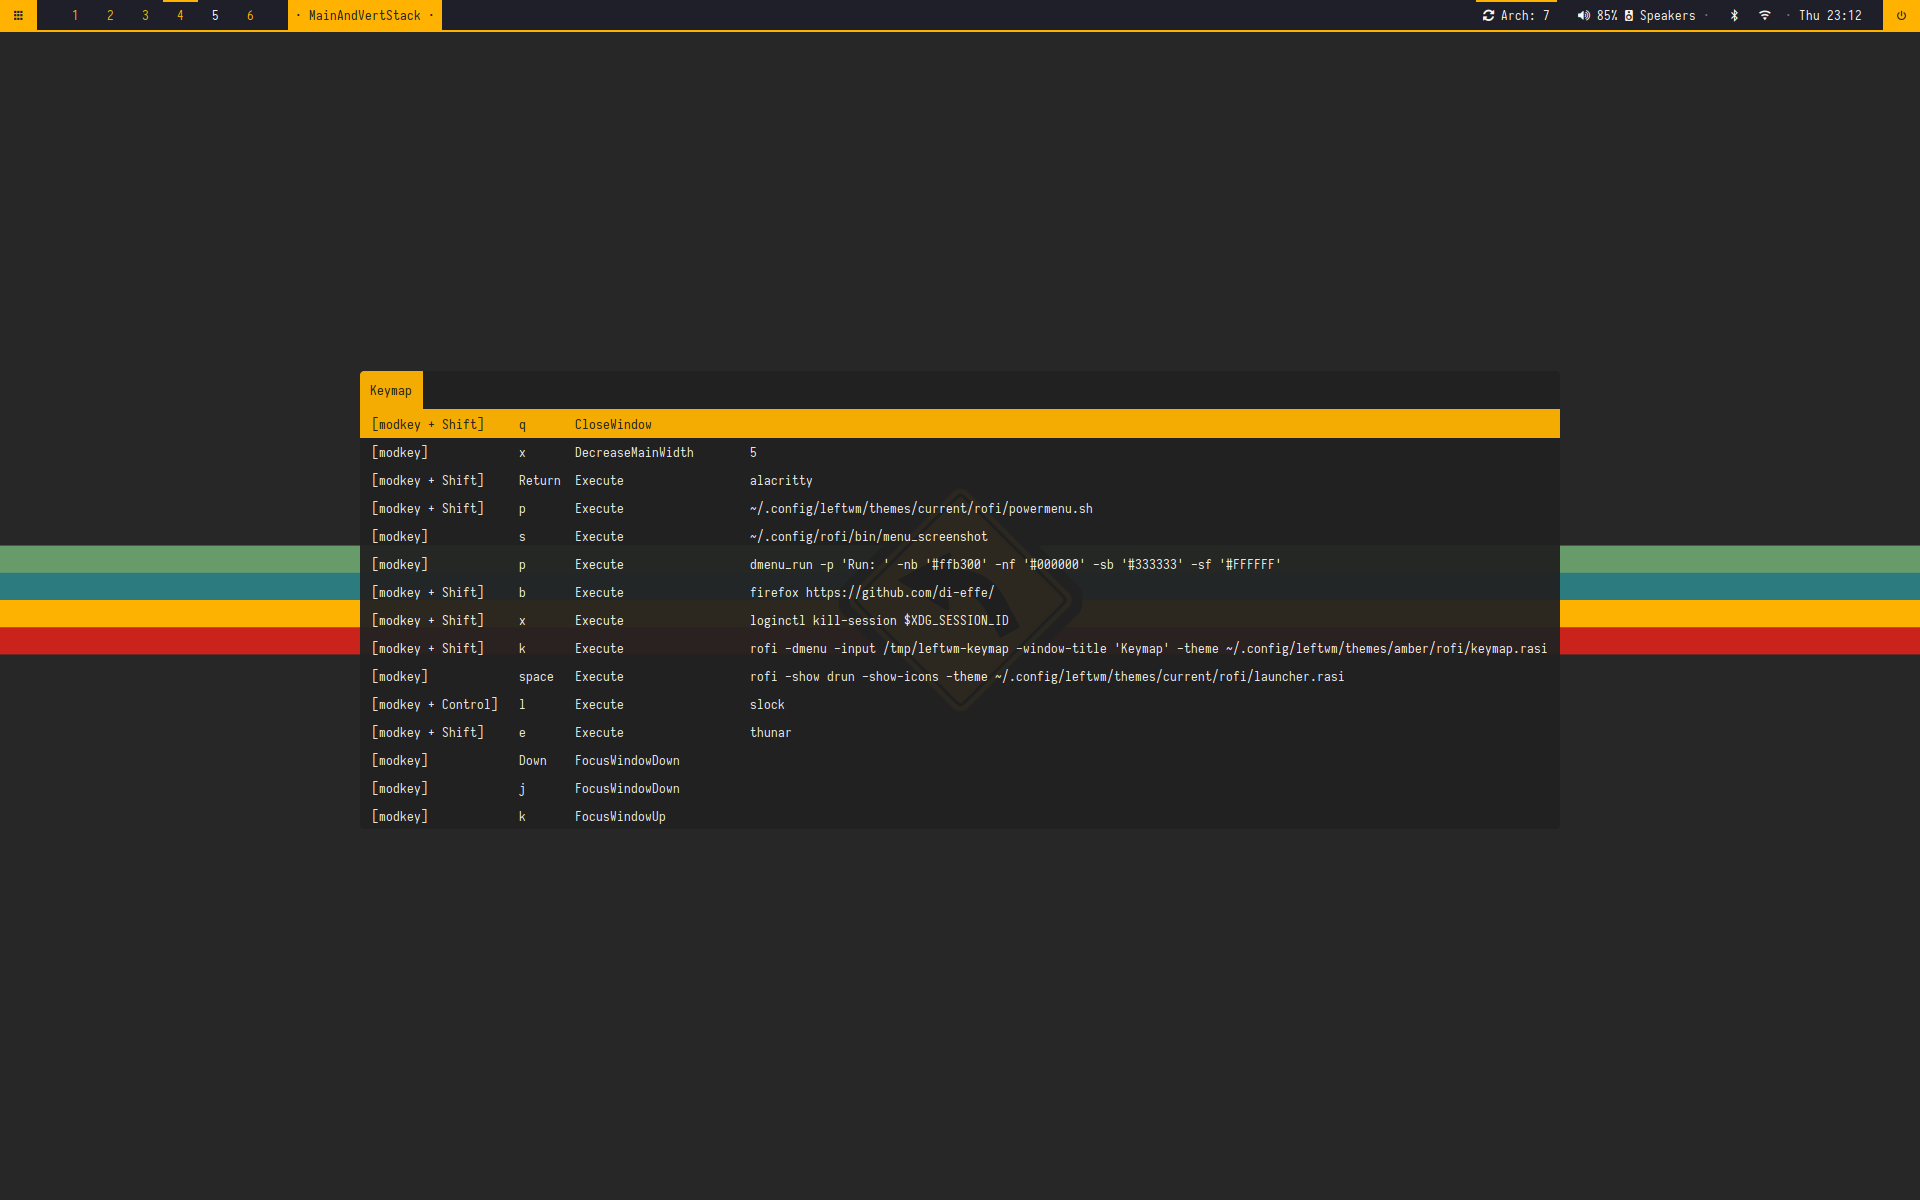 1 2 3 4 5 6 · MainAndVertStack · Arch: 7 85% Speakers · · Thu 23:12
Keymap
[modkey + Shift] q CloseWindow
[modkey] x DecreaseMainWidth 5
[modkey + Shift] Return Execute alacritty
[modkey + Shift] p Execute ~/.config/leftwm/themes/current/rofi/powermenu.sh
[modkey] s Execute ~/.config/rofi/bin/menu_screenshot
[modkey] p Execute dmenu_run -p 'Run: ' -nb '#ffb300' -nf '#000000' -sb '#333333' -sf '#FFFFFF'
[modkey + Shift] b Execute firefox https://github.com/di-effe/
[modkey + Shift] x Execute loginctl kill-session $XDG_SESSION_ID
[modkey + Shift] k Execute rofi -dmenu -input /tmp/leftwm-keymap -window-title 'Keymap' -theme ~/.config/leftwm/themes/amber/rofi/keymap.rasi
[modkey] space Execute rofi -show drun -show-icons -theme ~/.config/leftwm/themes/current/rofi/launcher.rasi
[modkey + Control] l Execute slock
[modkey + Shift] e Execute thunar
[modkey] Down FocusWindowDown
[modkey] j FocusWindowDown
[modkey] k FocusWindowUp